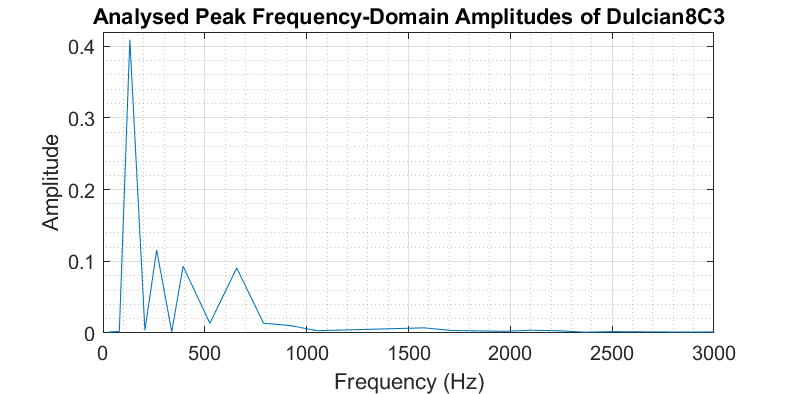 Analysed Peak Frequency-Domain Amplitudes of Dulcian8C3
0.4
0.3
0.2
0.1
0
Amplitude
0 500 1000 1500 2000 2500 3000
Frequency (Hz)